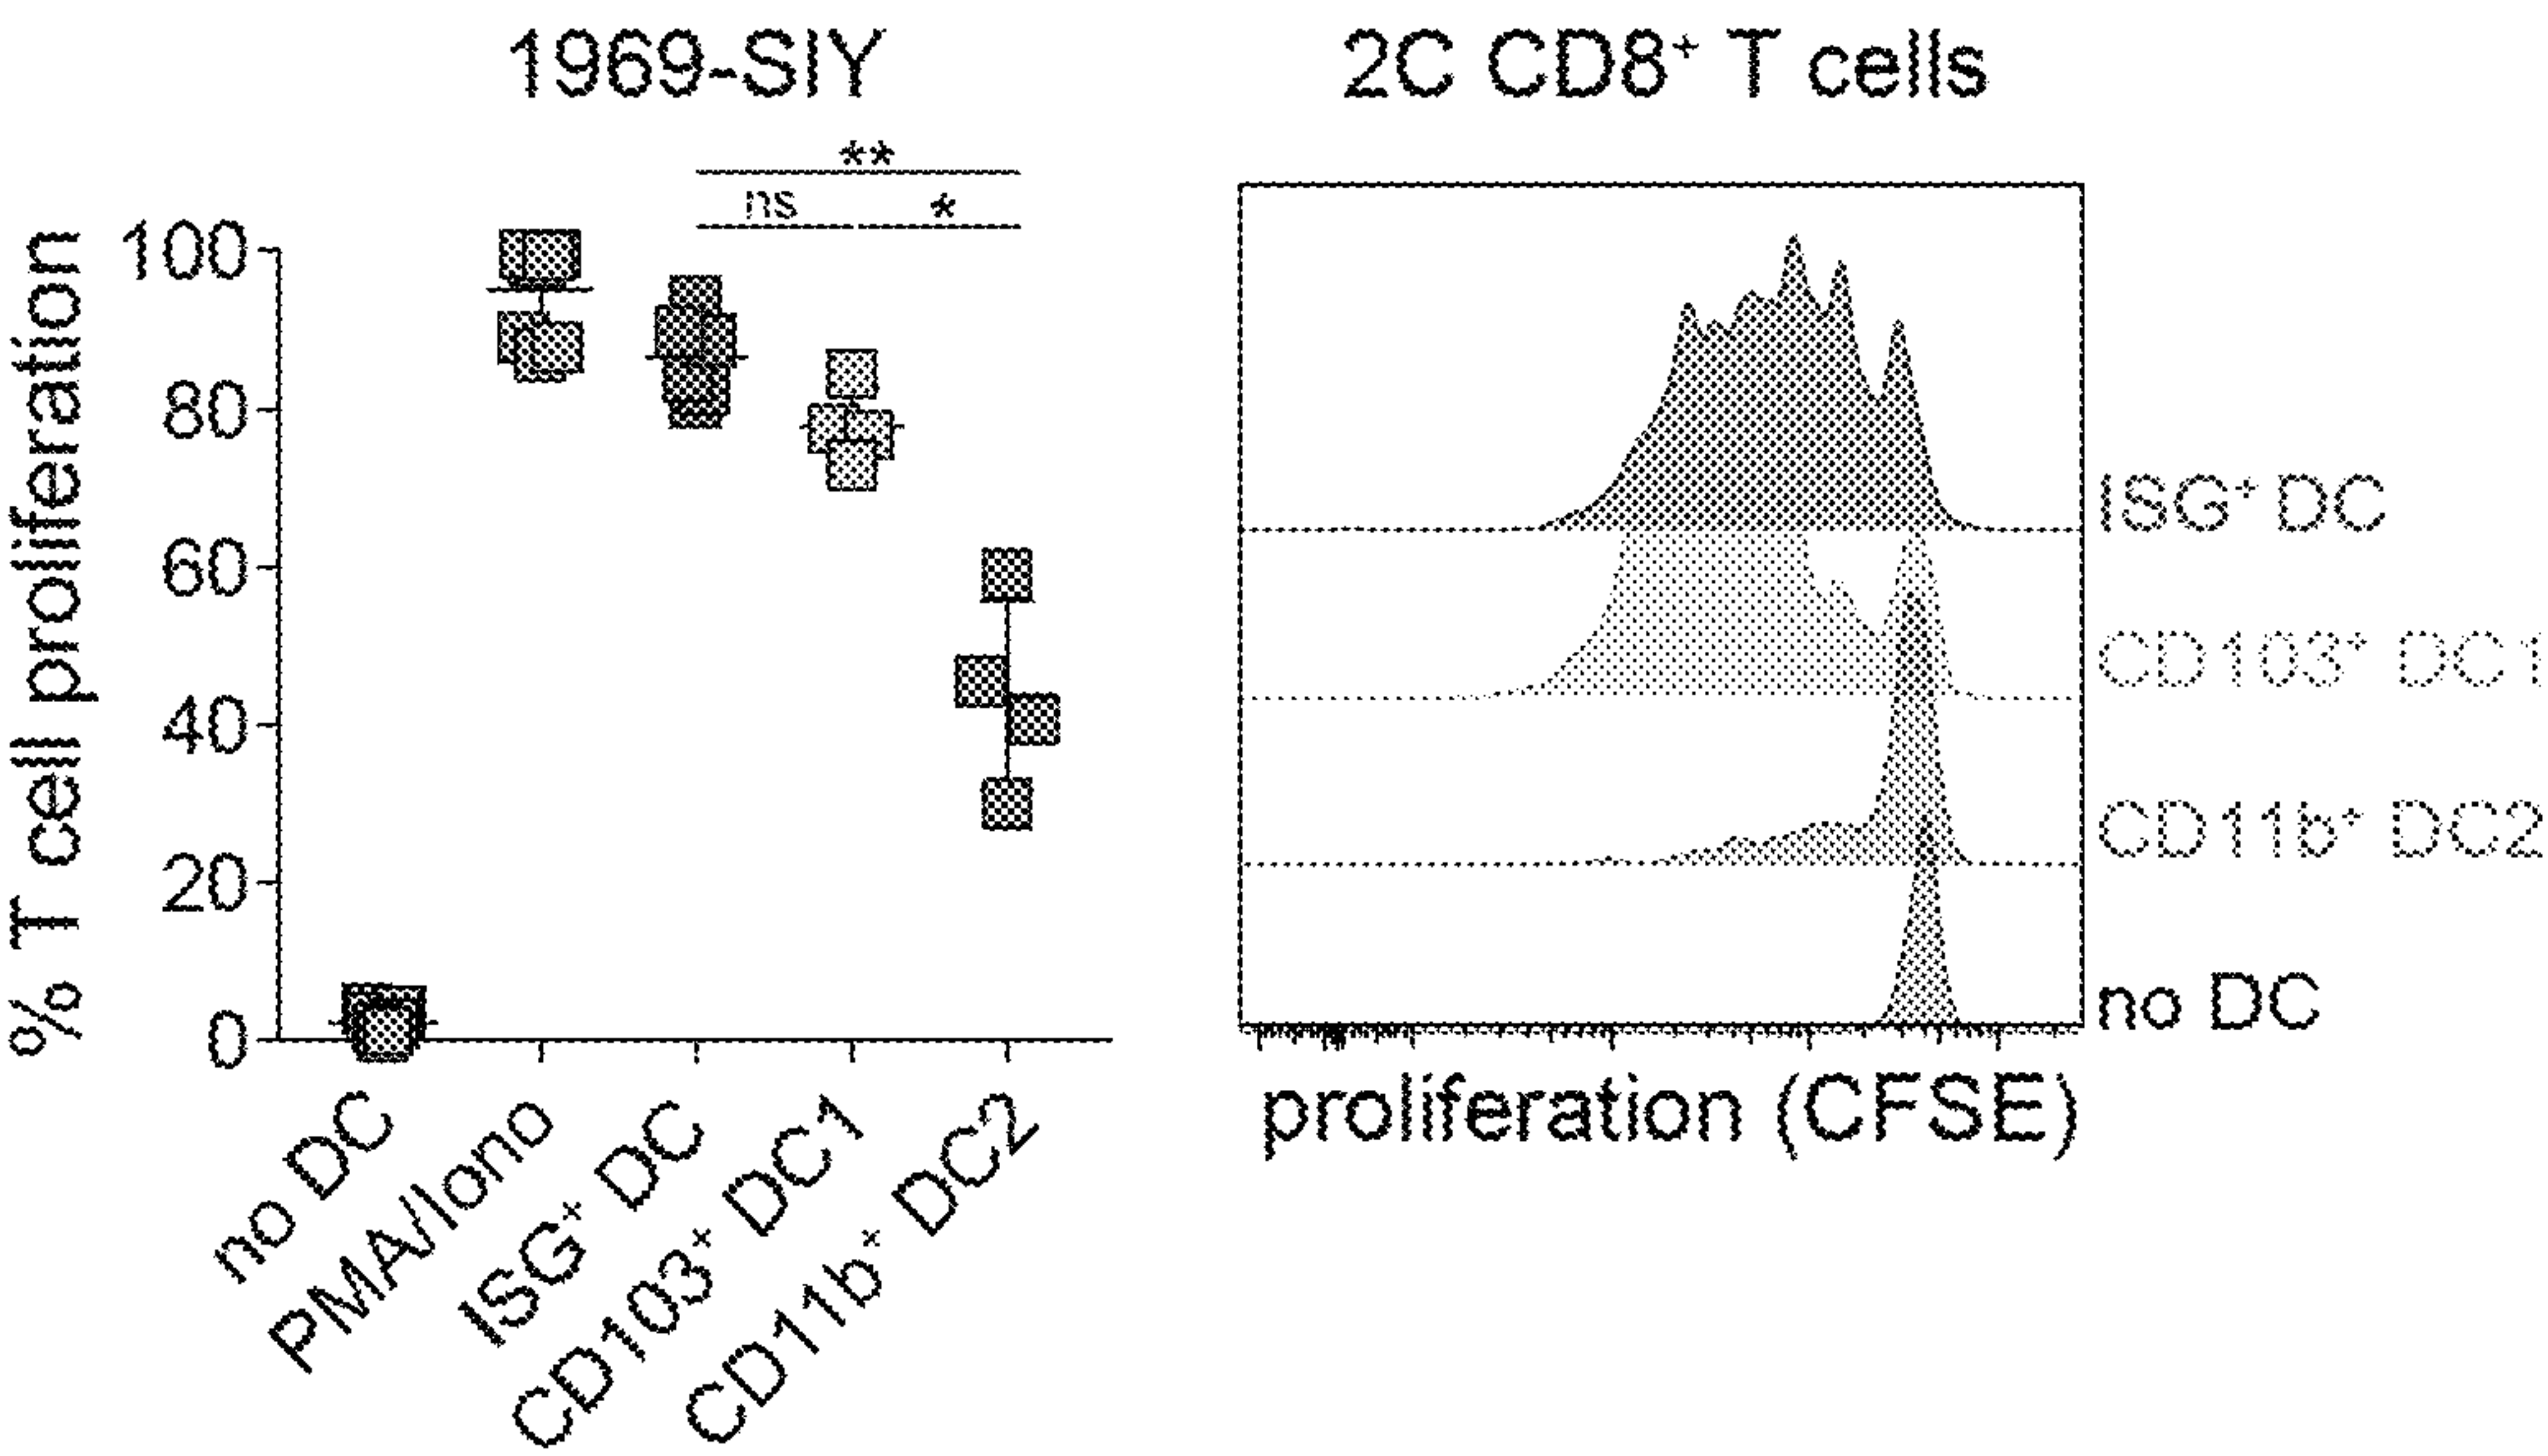 1969-SIY
**
ns
*
% T cell proliferation
100
80
60
40
20
0
no DC
PMA/Iono
ISG⁺ DC
CD103⁺ DC1
CD11b⁺ DC2
2C CD8⁺ T cells
ISG⁺ DC
CD103⁺ DC1
CD11b⁺ DC2
no DC
proliferation (CFSE)